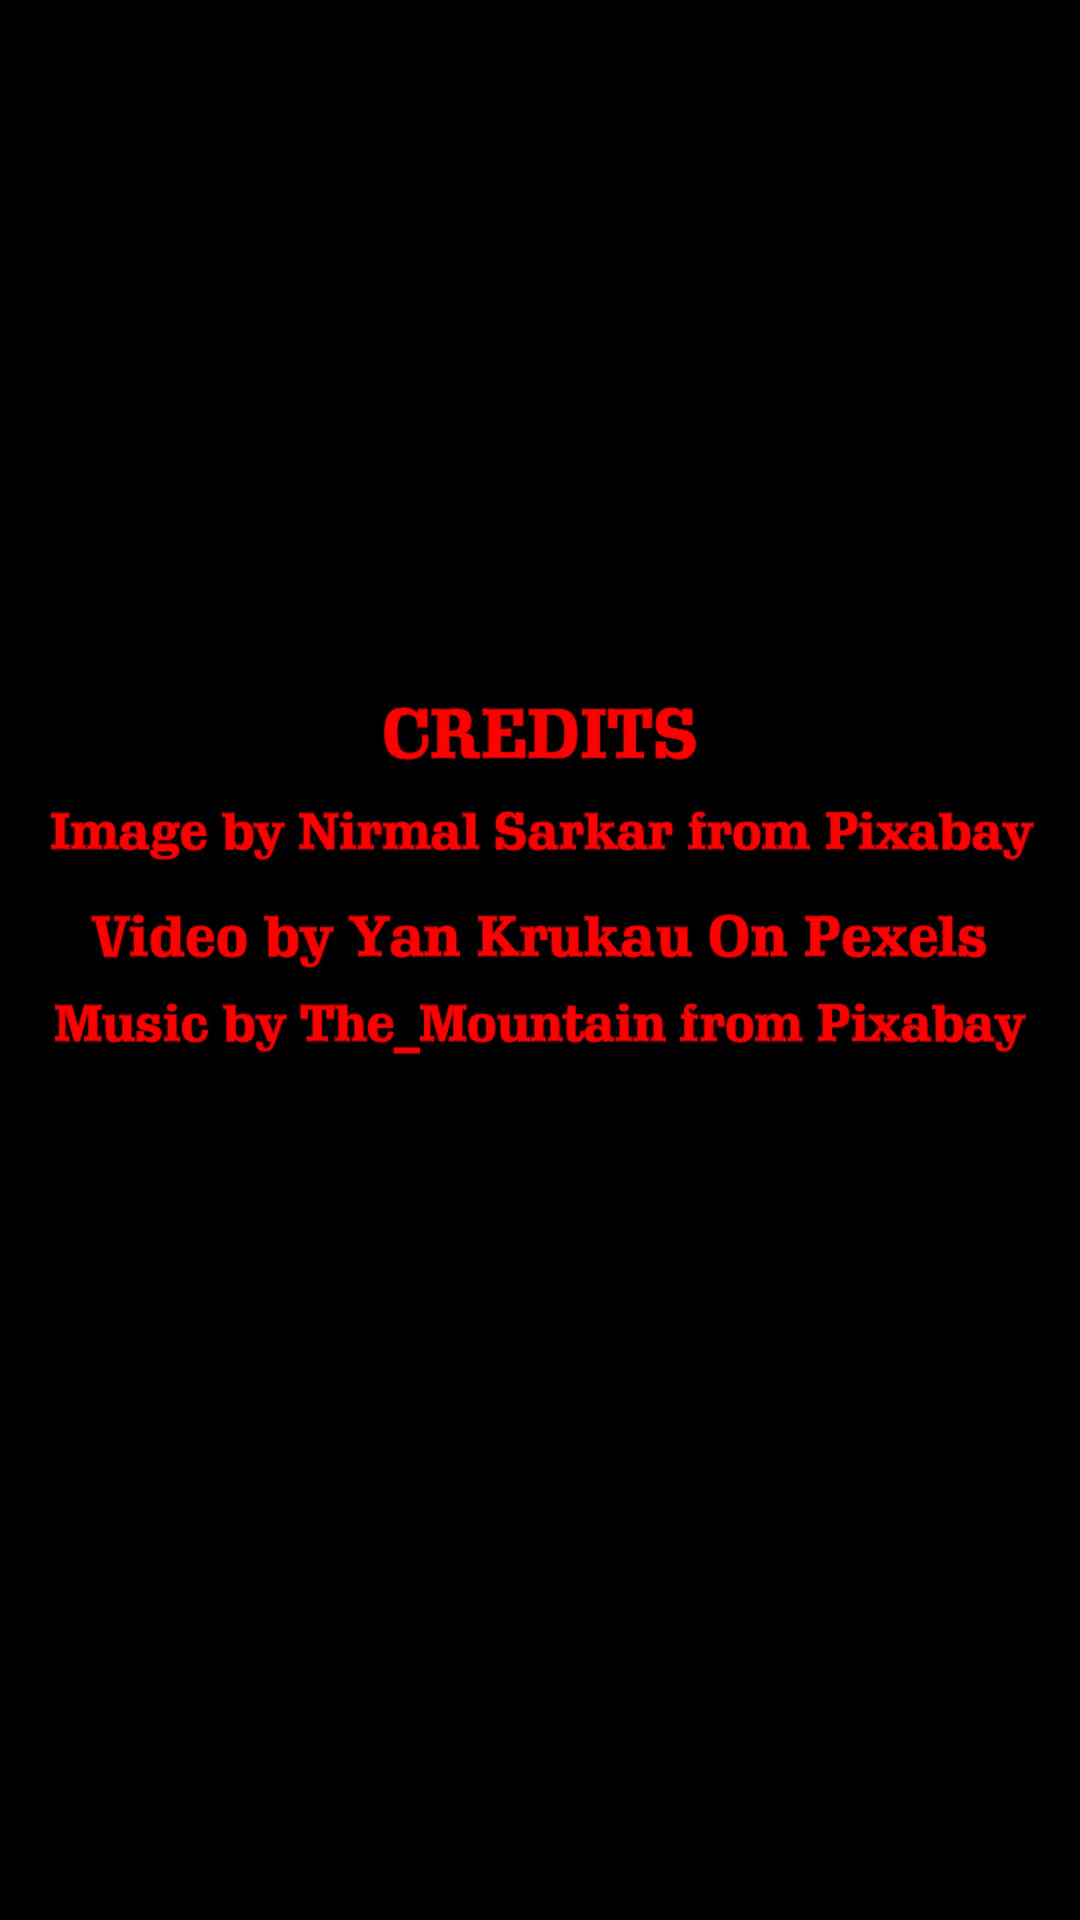 CREDITS
Image by Nirmal Sarkar from Pixabay
Video by Yan Krukau On Pexels
Music by The_Mountain from Pixabay